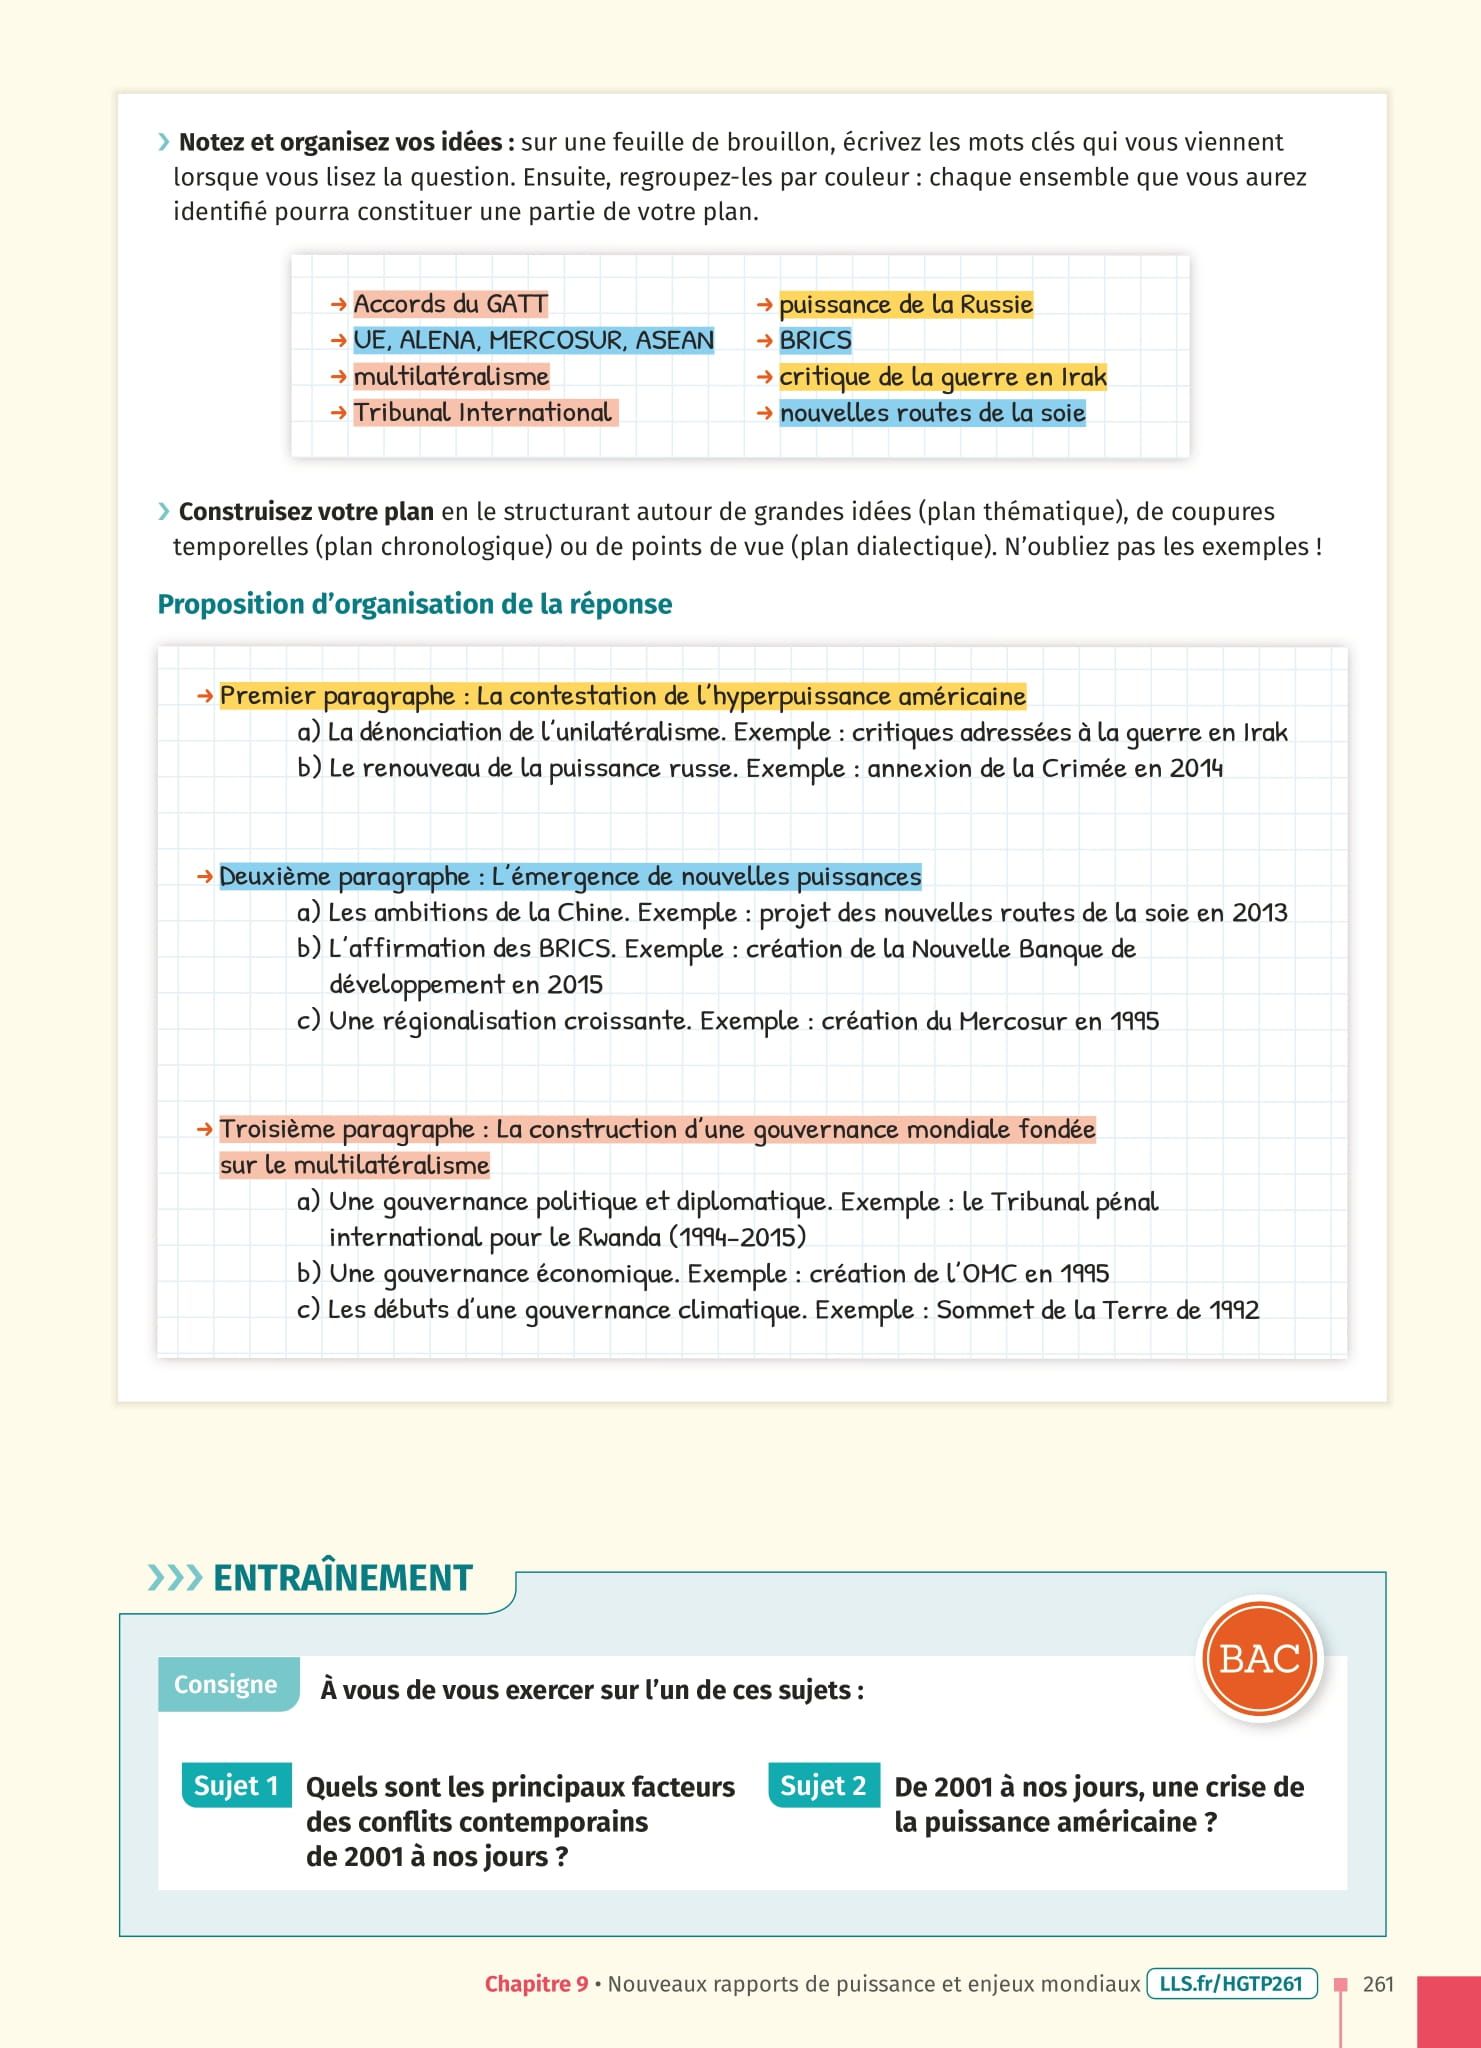 › Notez et organisez vos idées : sur une feuille de brouillon, écrivez les mots clés qui vous viennent
lorsque vous lisez la question. Ensuite, regroupez-les par couleur : chaque ensemble que vous aurez
identifié pourra constituer une partie de votre plan.
→ Accords du GATT
→ UE, ALENA, MERCOSUR, ASEAN
→ multilatéralisme
→ Tribunal International
→ puissance de la Russie
→ BRICS
→ critique de la guerre en Irak
→ nouvelles routes de la soie
› Construisez votre plan en le structurant autour de grandes idées (plan thématique), de coupures
temporelles (plan chronologique) ou de points de vue (plan dialectique). N'oubliez pas les exemples !
Proposition d'organisation de la réponse
→ Premier paragraphe : La contestation de l'hyperpuissance américaine
a) La dénonciation de l'unilatéralisme. Exemple : critiques adressées à la guerre en Irak
b) Le renouveau de la puissance russe. Exemple : annexion de la Crimée en 2014
→ Deuxième paragraphe : L'émergence de nouvelles puissances
a) Les ambitions de la Chine. Exemple : projet des nouvelles routes de la soie en 2013
b) L'affirmation des BRICS. Exemple : création de la Nouvelle Banque de
développement en 2015
c) Une régionalisation croissante. Exemple : création du Mercosur en 1995
→ Troisième paragraphe : La construction d'une gouvernance mondiale fondée
sur le multilatéralisme
a) Une gouvernance politique et diplomatique. Exemple : le Tribunal pénal
international pour le Rwanda (1994-2015)
b) Une gouvernance économique. Exemple : création de l'OMC en 1995
c) Les débuts d'une gouvernance climatique. Exemple : Sommet de la Terre de 1992
››› ENTRAÎNEMENT
BAC
Consigne À vous de vous exercer sur l'un de ces sujets :
Sujet 1 Quels sont les principaux facteurs
des conflits contemporains
de 2001 à nos jours ?
Sujet 2 De 2001 à nos jours, une crise de
la puissance américaine ?
Chapitre 9 • Nouveaux rapports de puissance et enjeux mondiaux LLS.fr/HGTP261 261